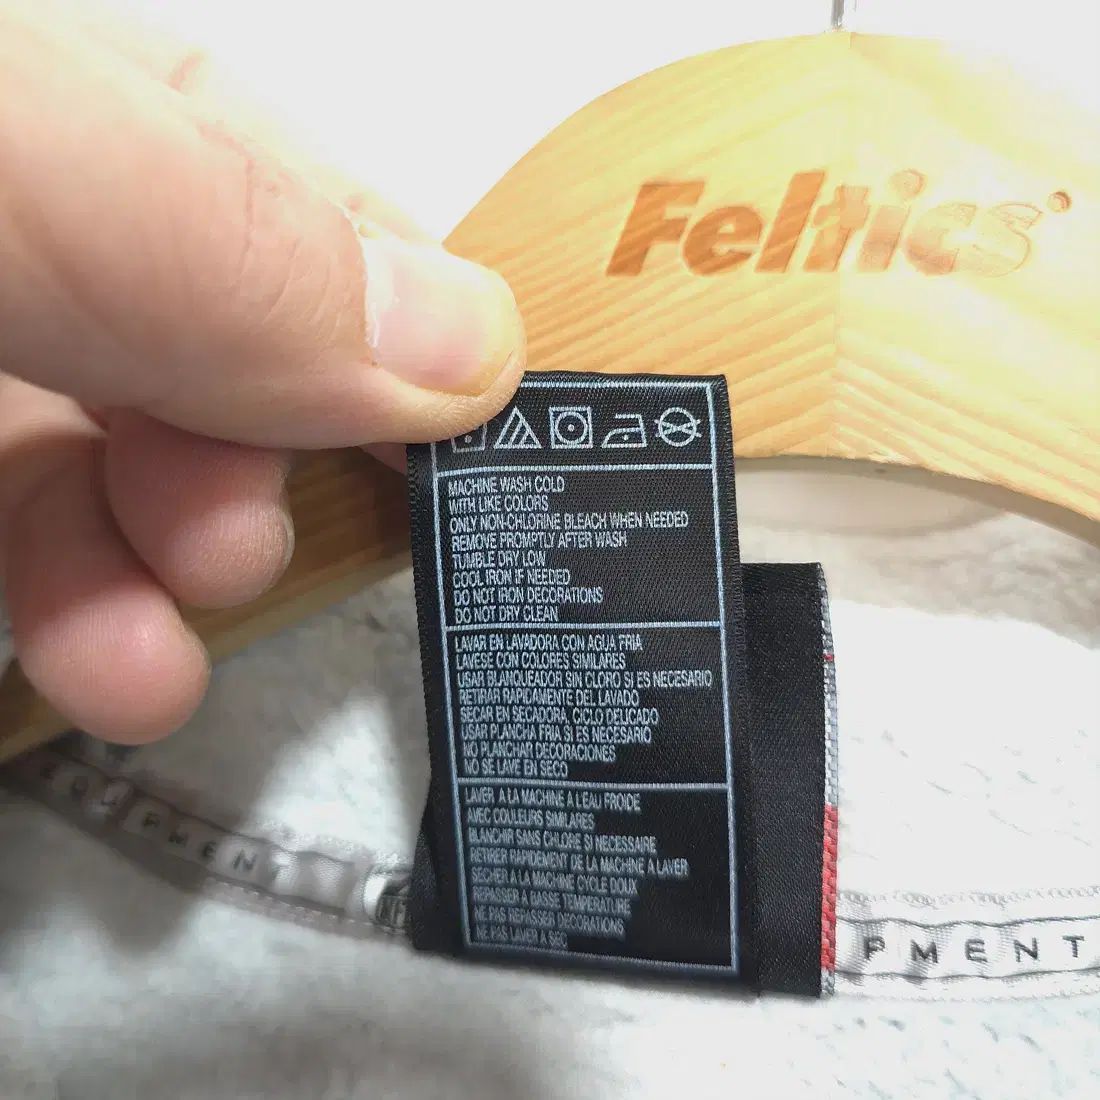 Feltics
MACHINE WASH COLD
WITH LIKE COLORS
ONLY NON-CHLORINE BLEACH WHEN NEEDED
REMOVE PROMPTLY AFTER WASH
TUMBLE DRY LOW
COOL IRON IF NEEDED
DO NOT IRON DECORATIONS
DO NOT DRY CLEAN
LAVAR EN LAVADORA CON AGUA FRIA
LAVESE CON COLORES SIMILARES
USAR BLANQUEADOR SIN CLORO SI ES NECESARIO
RETIRAR RAPIDAMENTE DEL LAVADO
SECAR EN SECADORA, CICLO DELICADO
USAR PLANCHA FRIA SI ES NECESARIO
NO PLANCHAR DECORACIONES
NO SE LAVE EN SECO
LAVER A LA MACHINE A LEAU FROIDE
AVEC COULEURS SIMILAIRES
BLANCHIR SANS CHLORE SI NECESSAIRE
RETIRER RAPIDEMENT DE LA MACHINE A LAVER
SECHER A LA MACHINE CYCLE DOUX
REPASSER A BASSE TEMPERATURE
NE PAS REPASSER DECORATIONS
NE PAS LAVER A SEC
PMENT
PMENT